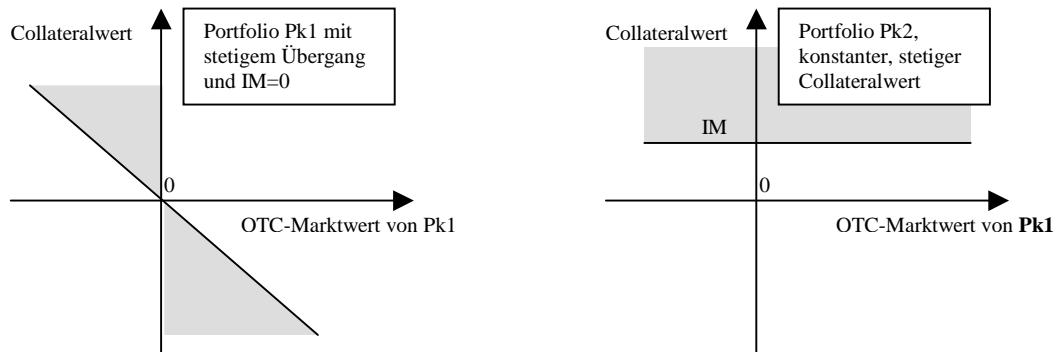 Collateralwert
Portfolio Pk1 mit
stetigem Übergang
und IM=0
0
OTC-Marktwert von Pk1
Collateralwert
Portfolio Pk2,
konstanter, stetiger
Collateralwert
IM
0
OTC-Marktwert von Pk1